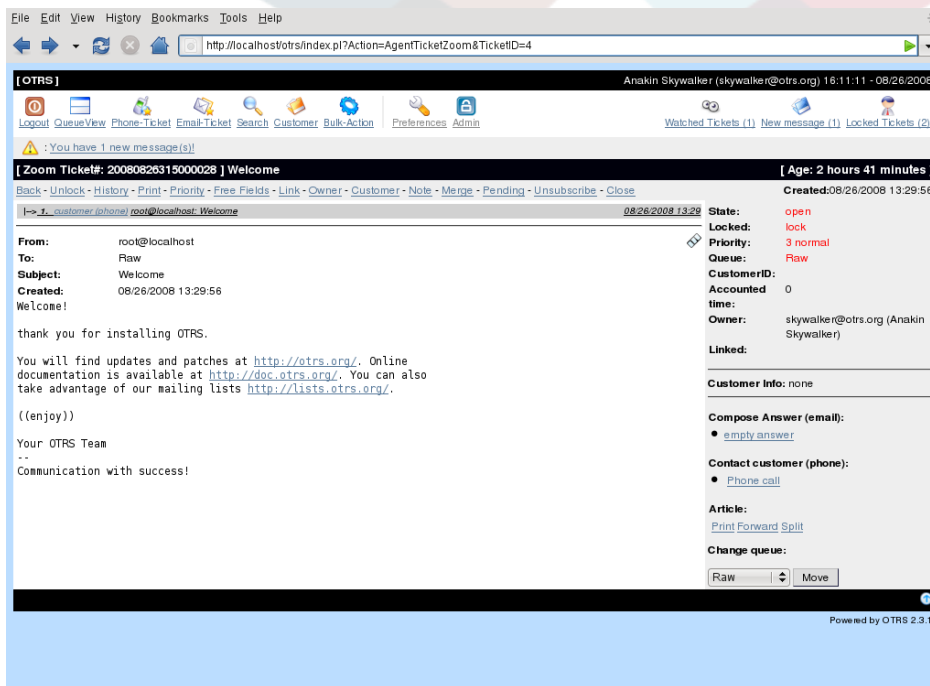 File Edit View History Bookmarks Tools Help
http://localhost/otrs/index.pl?Action=AgentTicketZoom&TicketID=4
[ OTRS ] Anakin Skywalker (skywalker@otrs.org) 16:11:11 - 08/26/2008
Logout QueueView Phone-Ticket Email-Ticket Search Customer Bulk-Action Preferences Admin Watched Tickets (1) New message (1) Locked Tickets (2)
: You have 1 new message(s)!
[ Zoom Ticket#: 2008082631500028 ] Welcome [ Age: 2 hours 41 minutes ]
Back - Unlock - History - Print - Priority - Free Fields - Link - Owner - Customer - Note - Merge - Pending - Unsubscribe - Close Created:08/26/2008 13:29:56
|--> 1. customer (phone) root@localhost: Welcome 08/26/2008 13:29
From: root@localhost
To: Raw
Subject: Welcome
Created: 08/26/2008 13:29:56
Welcome!
thank you for installing OTRS.
You will find updates and patches at http://otrs.org/. Online
documentation is available at http://doc.otrs.org/. You can also
take advantage of our mailing lists http://lists.otrs.org/.
((enjoy))
Your OTRS Team
--
Communication with success!
State: open
Locked: lock
Priority: 3 normal
Queue: Raw
CustomerID:
Accounted 0
time:
Owner: skywalker@otrs.org (Anakin
Skywalker)
Linked:
Customer Info: none
Compose Answer (email):
empty answer
Contact customer (phone):
Phone call
Article:
Print Forward Split
Change queue:
Raw Move
Powered by OTRS 2.3.1